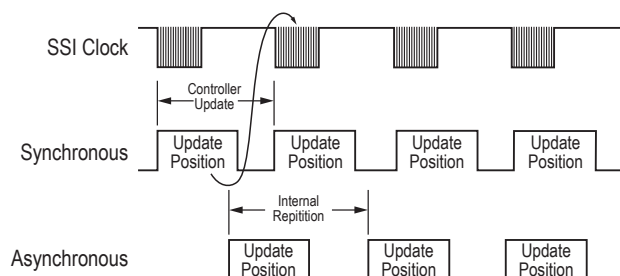 SSI Clock
Controller
Update
Synchronous
Update
Position
Update
Position
Update
Position
Update
Position
Internal
Repitition
Asynchronous
Update
Position
Update
Position
Update
Position